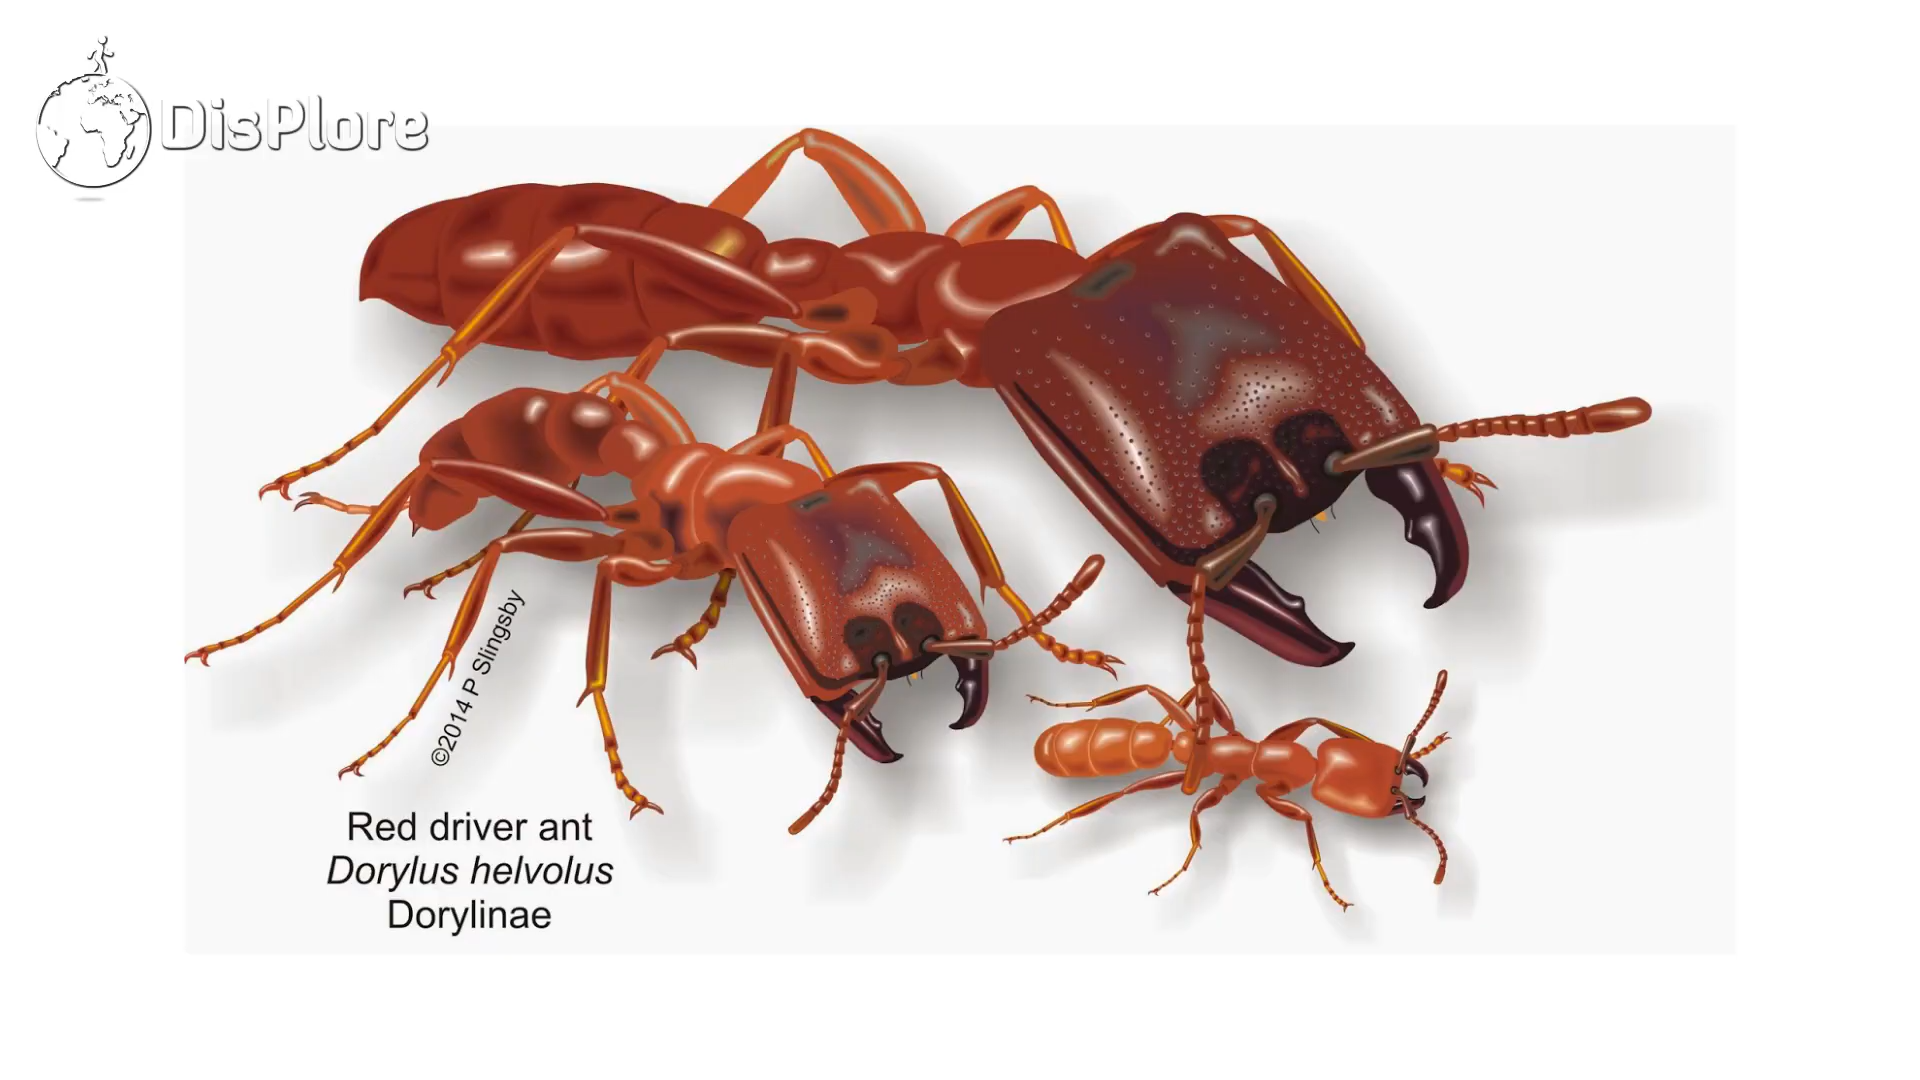 DisPlore
©2014 P Slingsby
Red driver ant
Dorylus helvolus
Dorylinae